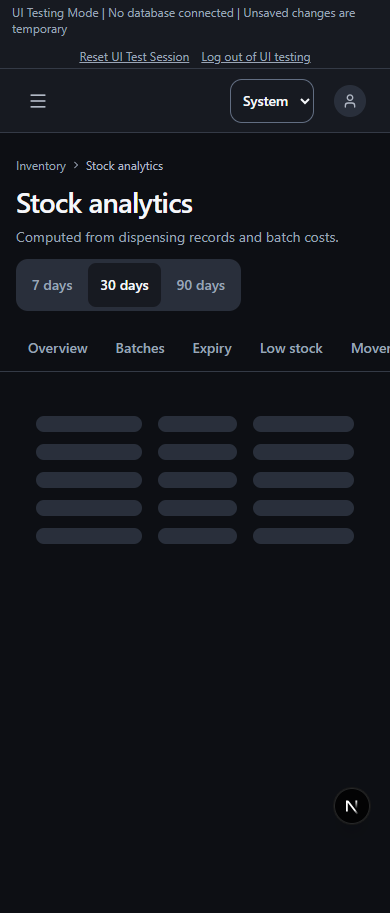 UI Testing Mode | No database connected | Unsaved changes are
temporary
Reset UI Test Session Log out of UI testing
System
Inventory > Stock analytics
Stock analytics
Computed from dispensing records and batch costs.
7 days 30 days 90 days
Overview Batches Expiry Low stock Mover
N